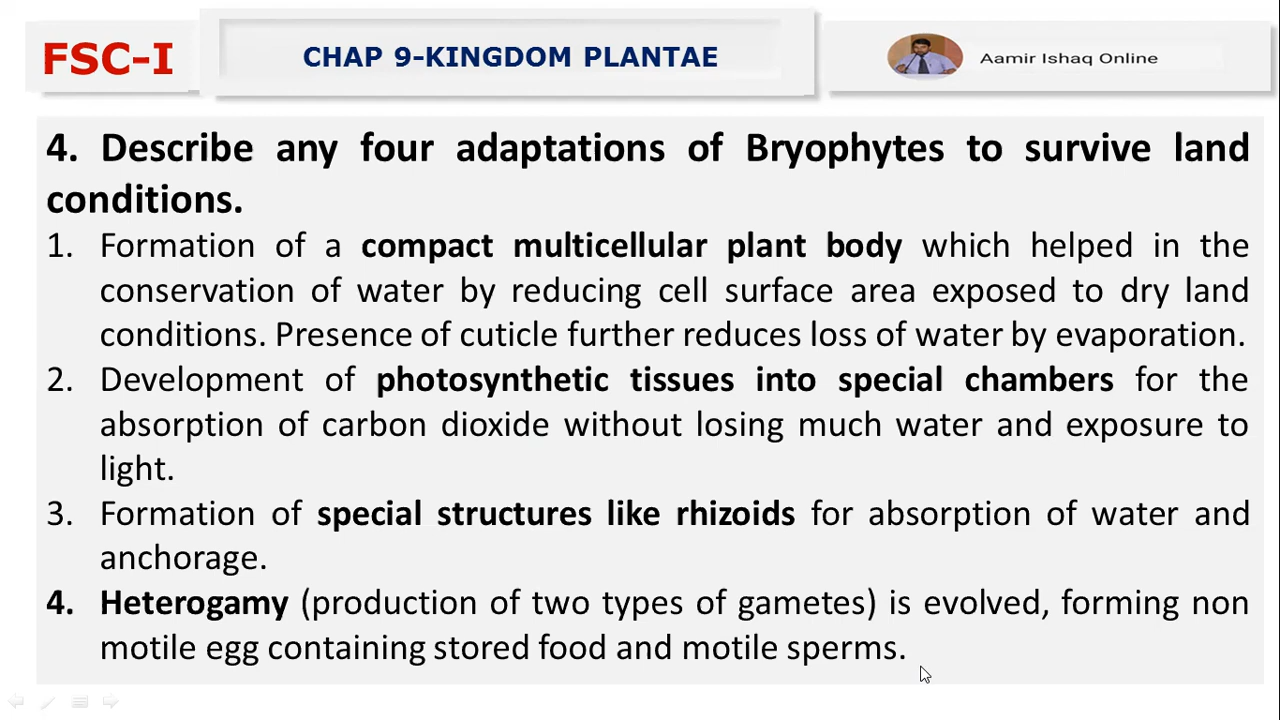 FSC-I
CHAP 9-KINGDOM PLANTAE
Aamir Ishaq Online
4. Describe any four adaptations of Bryophytes to survive land
conditions.
1. Formation of a compact multicellular plant body which helped in the
conservation of water by reducing cell surface area exposed to dry land
conditions. Presence of cuticle further reduces loss of water by evaporation.
2. Development of photosynthetic tissues into special chambers for the
absorption of carbon dioxide without losing much water and exposure to
light.
3. Formation of special structures like rhizoids for absorption of water and
anchorage.
4. Heterogamy (production of two types of gametes) is evolved, forming non
motile egg containing stored food and motile sperms.